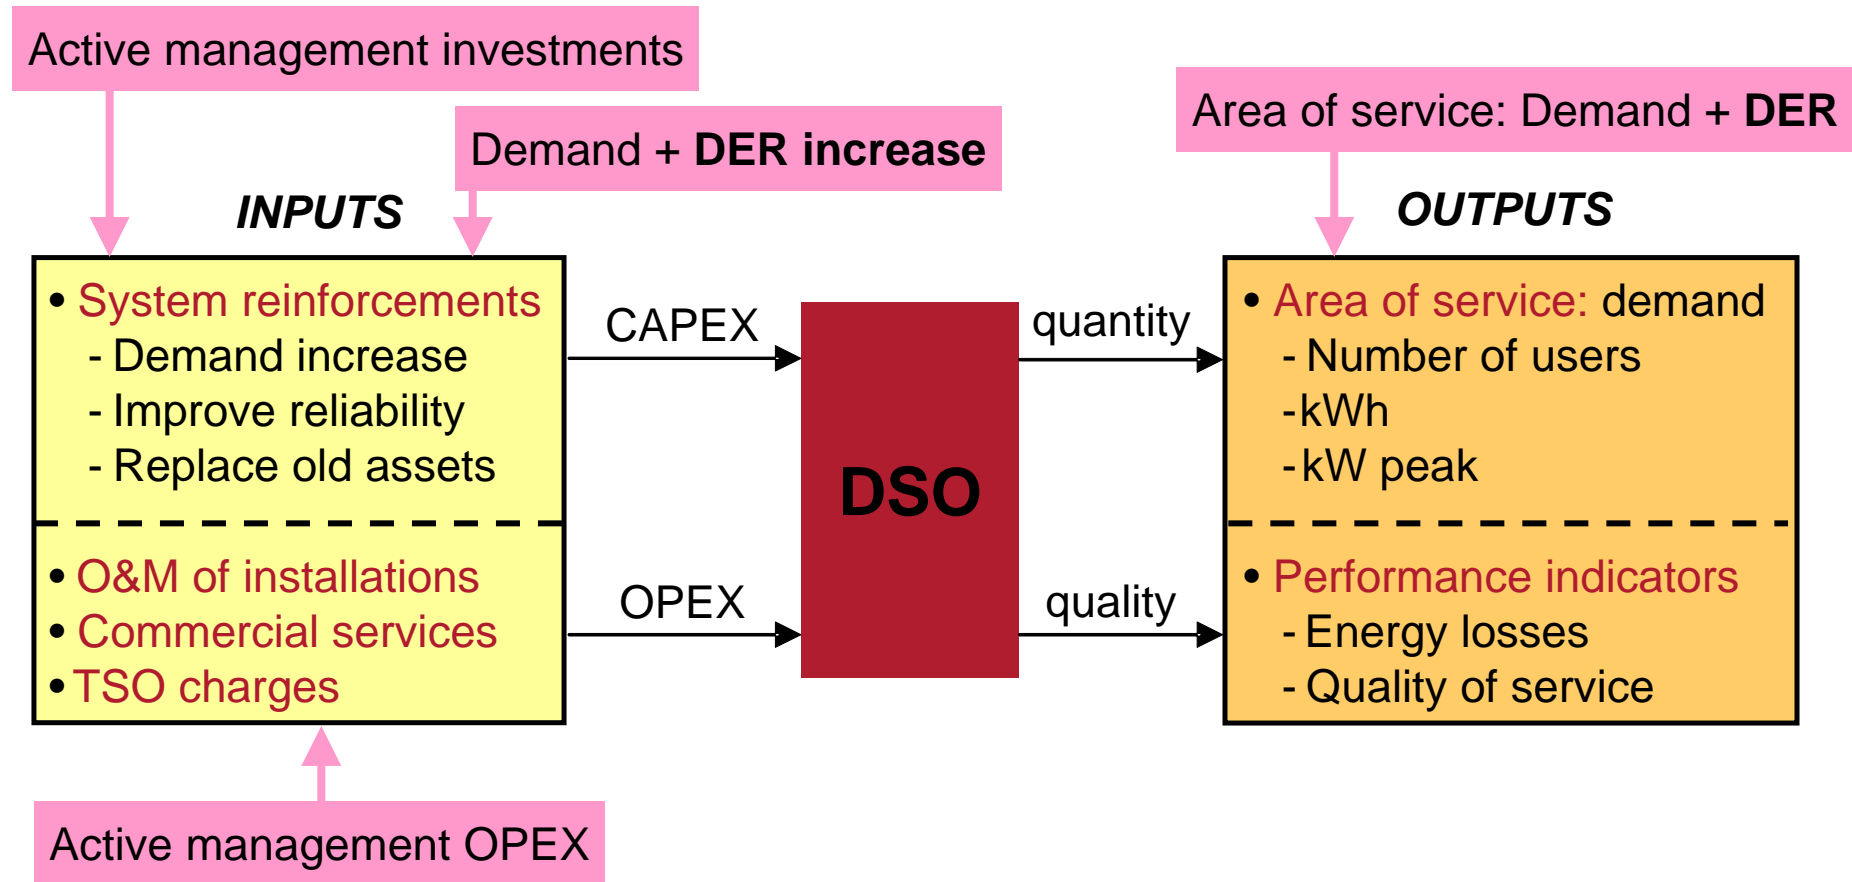 Active management investments
Demand + DER increase
Area of service: Demand + DER
INPUTS
OUTPUTS
• System reinforcements
- Demand increase
- Improve reliability
- Replace old assets
• O&M of installations
• Commercial services
• TSO charges
CAPEX
OPEX
DSO
quantity
quality
• Area of service: demand
- Number of users
- kWh
- kW peak
• Performance indicators
- Energy losses
- Quality of service
Active management OPEX